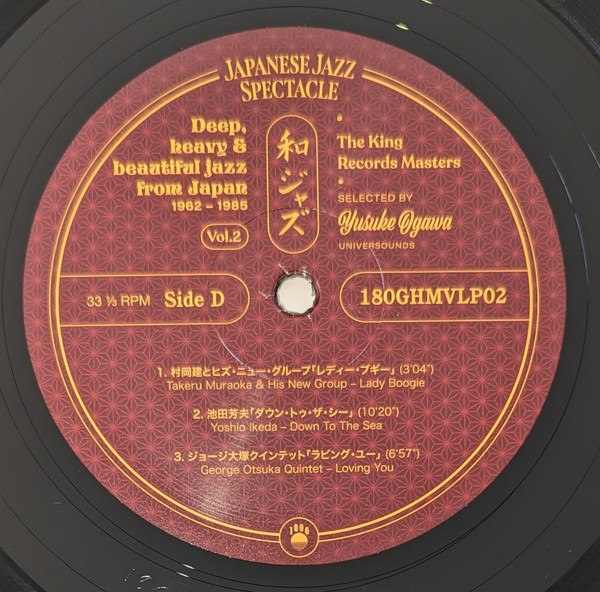 JAPANESE JAZZ
SPECTACLE
Deep,
heavy &
beautiful jazz
from Japan
1962 – 1985
Vol.2
和ジャズ
The King
Records Masters
SELECTED BY
Yusuke Ogawa
UNIVERSOUNDS
33 ⅓ RPM Side D
180GHMVLP02
1. 村岡建とヒズ・ニュー・グループ「レディー・ブギー」 (3'04")
Takeru Muraoka & His New Group – Lady Boogie
2. 池田芳夫「ダウン・トゥ・ザ・シー」 (10'20")
Yoshio Ikeda – Down To The Sea
3. ジョージ大塚クインテット「ラビング・ユー」 (6'57")
George Otsuka Quintet – Loving You
180G